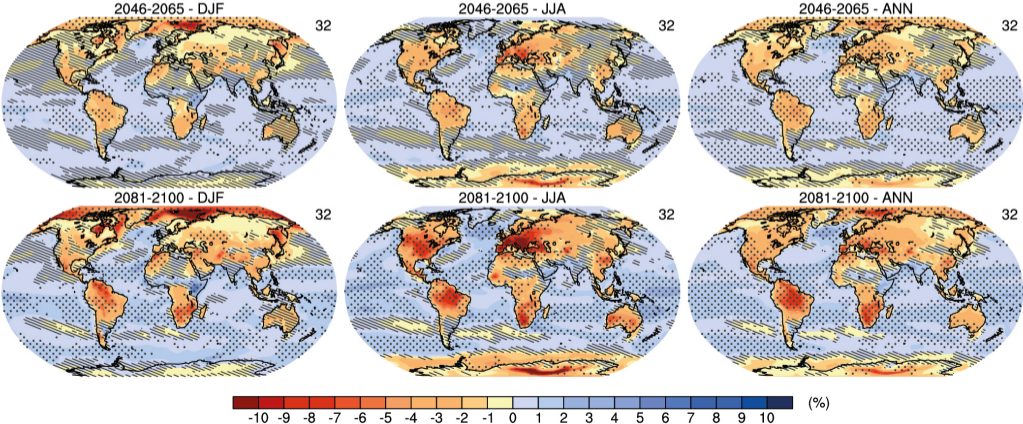 2046-2065 - DJF
32
2046-2065 - JJA
32
2046-2065 - ANN
32
2081-2100 - DJF
32
2081-2100 - JJA
32
2081-2100 - ANN
32
-10 -9 -8 -7 -6 -5 -4 -3 -2 -1 0 1 2 3 4 5 6 7 8 9 10 (%)